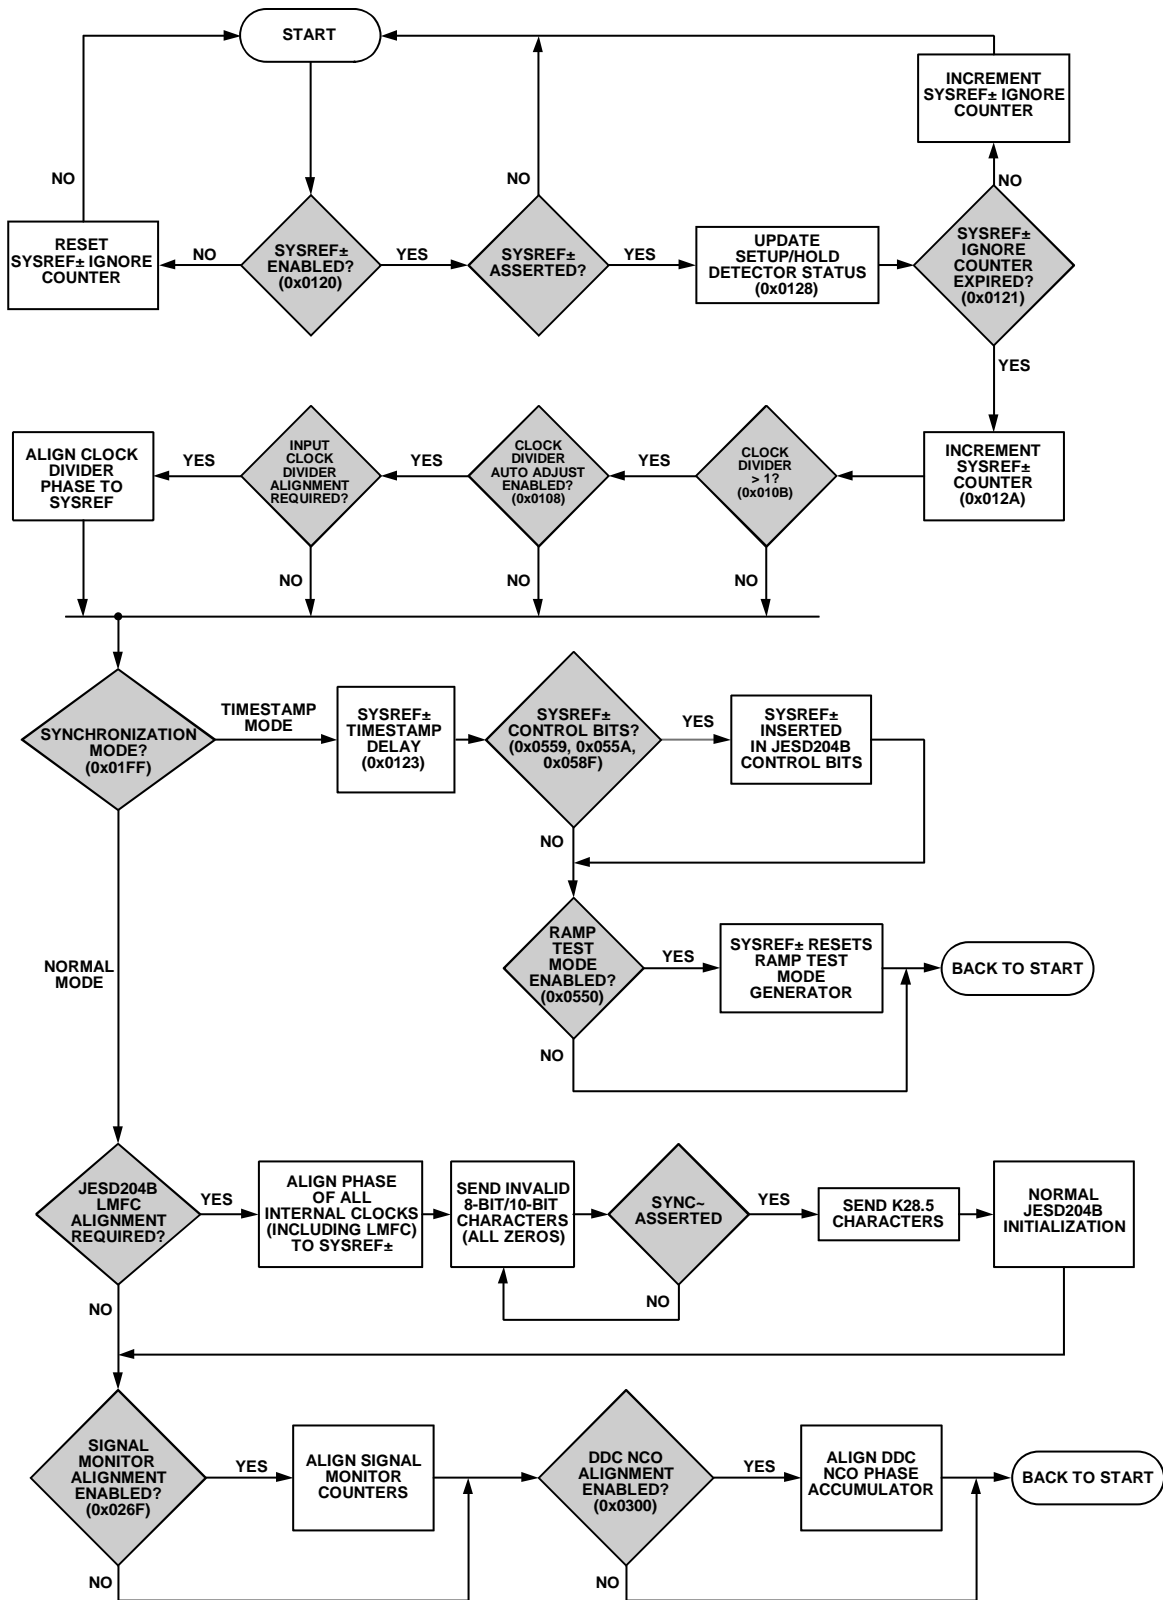 START
INCREMENT
SYSREF± IGNORE
COUNTER
NO
NO
NO
RESET
SYSREF± IGNORE
COUNTER
NO
SYSREF±
ENABLED?
(0x0120)
YES
SYSREF±
ASSERTED?
YES
UPDATE
SETUP/HOLD
DETECTOR STATUS
(0x0128)
SYSREF±
IGNORE
COUNTER
EXPIRED?
(0x0121)
YES
ALIGN CLOCK
DIVIDER
PHASE TO
SYSREF
YES
INPUT
CLOCK
DIVIDER
ALIGNMENT
REQUIRED?
YES
CLOCK
DIVIDER
AUTO ADJUST
ENABLED?
(0x0108)
YES
CLOCK
DIVIDER
> 1?
(0x010B)
INCREMENT
SYSREF±
COUNTER
(0x012A)
NO
NO
NO
SYNCHRONIZATION
MODE?
(0x01FF)
TIMESTAMP
MODE
SYSREF±
TIMESTAMP
DELAY
(0x0123)
SYSREF±
CONTROL BITS?
(0x0559, 0x055A,
0x058F)
YES
SYSREF±
INSERTED
IN JESD204B
CONTROL BITS
NO
NORMAL
MODE
RAMP
TEST
MODE
ENABLED?
(0x0550)
YES
SYSREF± RESETS
RAMP TEST
MODE
GENERATOR
BACK TO START
NO
JESD204B
LMFC
ALIGNMENT
REQUIRED?
YES
ALIGN PHASE
OF ALL
INTERNAL CLOCKS
(INCLUDING LMFC)
TO SYSREF±
SEND INVALID
8-BIT/10-BIT
CHARACTERS
(ALL ZEROS)
SYNC~
ASSERTED
YES
SEND K28.5
CHARACTERS
NORMAL
JESD204B
INITIALIZATION
NO
NO
SIGNAL
MONITOR
ALIGNMENT
ENABLED?
(0x026F)
YES
ALIGN SIGNAL
MONITOR
COUNTERS
DDC NCO
ALIGNMENT
ENABLED?
(0x0300)
YES
ALIGN DDC
NCO PHASE
ACCUMULATOR
BACK TO START
NO
NO